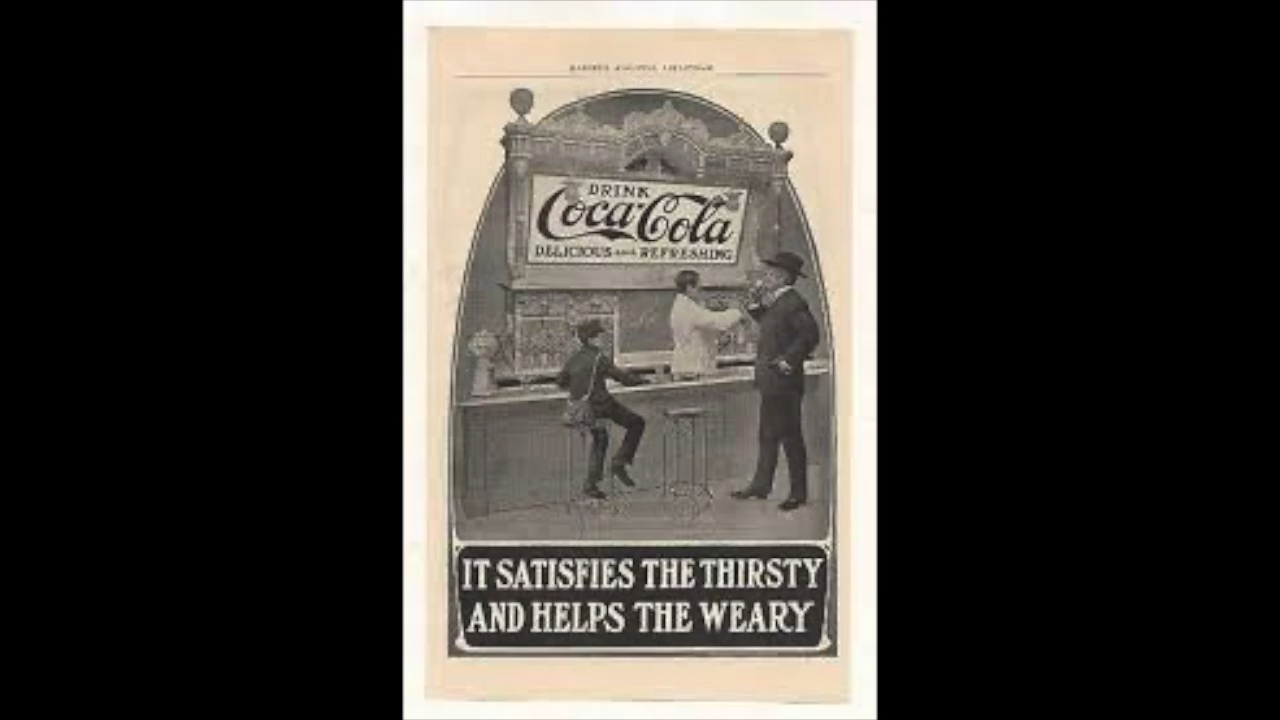 DRINK
Coca-Cola
DELICIOUS and REFRESHING
IT SATISFIES THE THIRSTY
AND HELPS THE WEARY